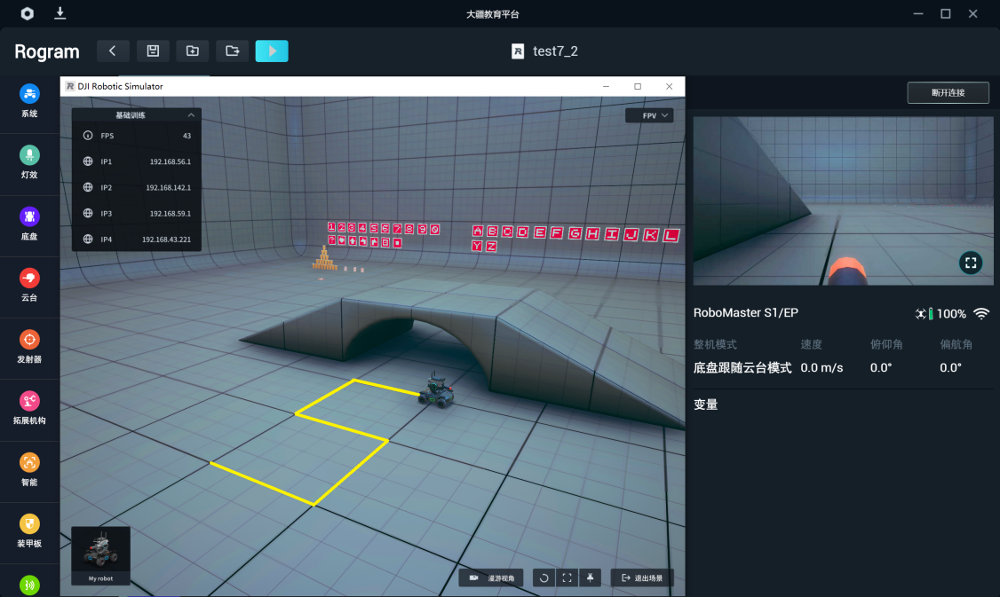 大疆教育平台
Rogram
R test7_2
DJI Robotic Simulator
系统
灯效
底盘
云台
发射器
拓展机构
智能
装甲板
基础训练
FPS 43
IP1 192.168.56.1
IP2 192.168.142.1
IP3 192.168.59.1
IP4 192.168.43.221
FPV
1 2 3 4 5 6 7 8 9 0
A B C D E F G H I J K L
Y Z
My robot
漫游视角
退出场景
断开连接
RoboMaster S1/EP
100%
整机模式 速度 俯仰角 偏航角
底盘跟随云台模式 0.0 m/s 0.0° 0.0°
变量